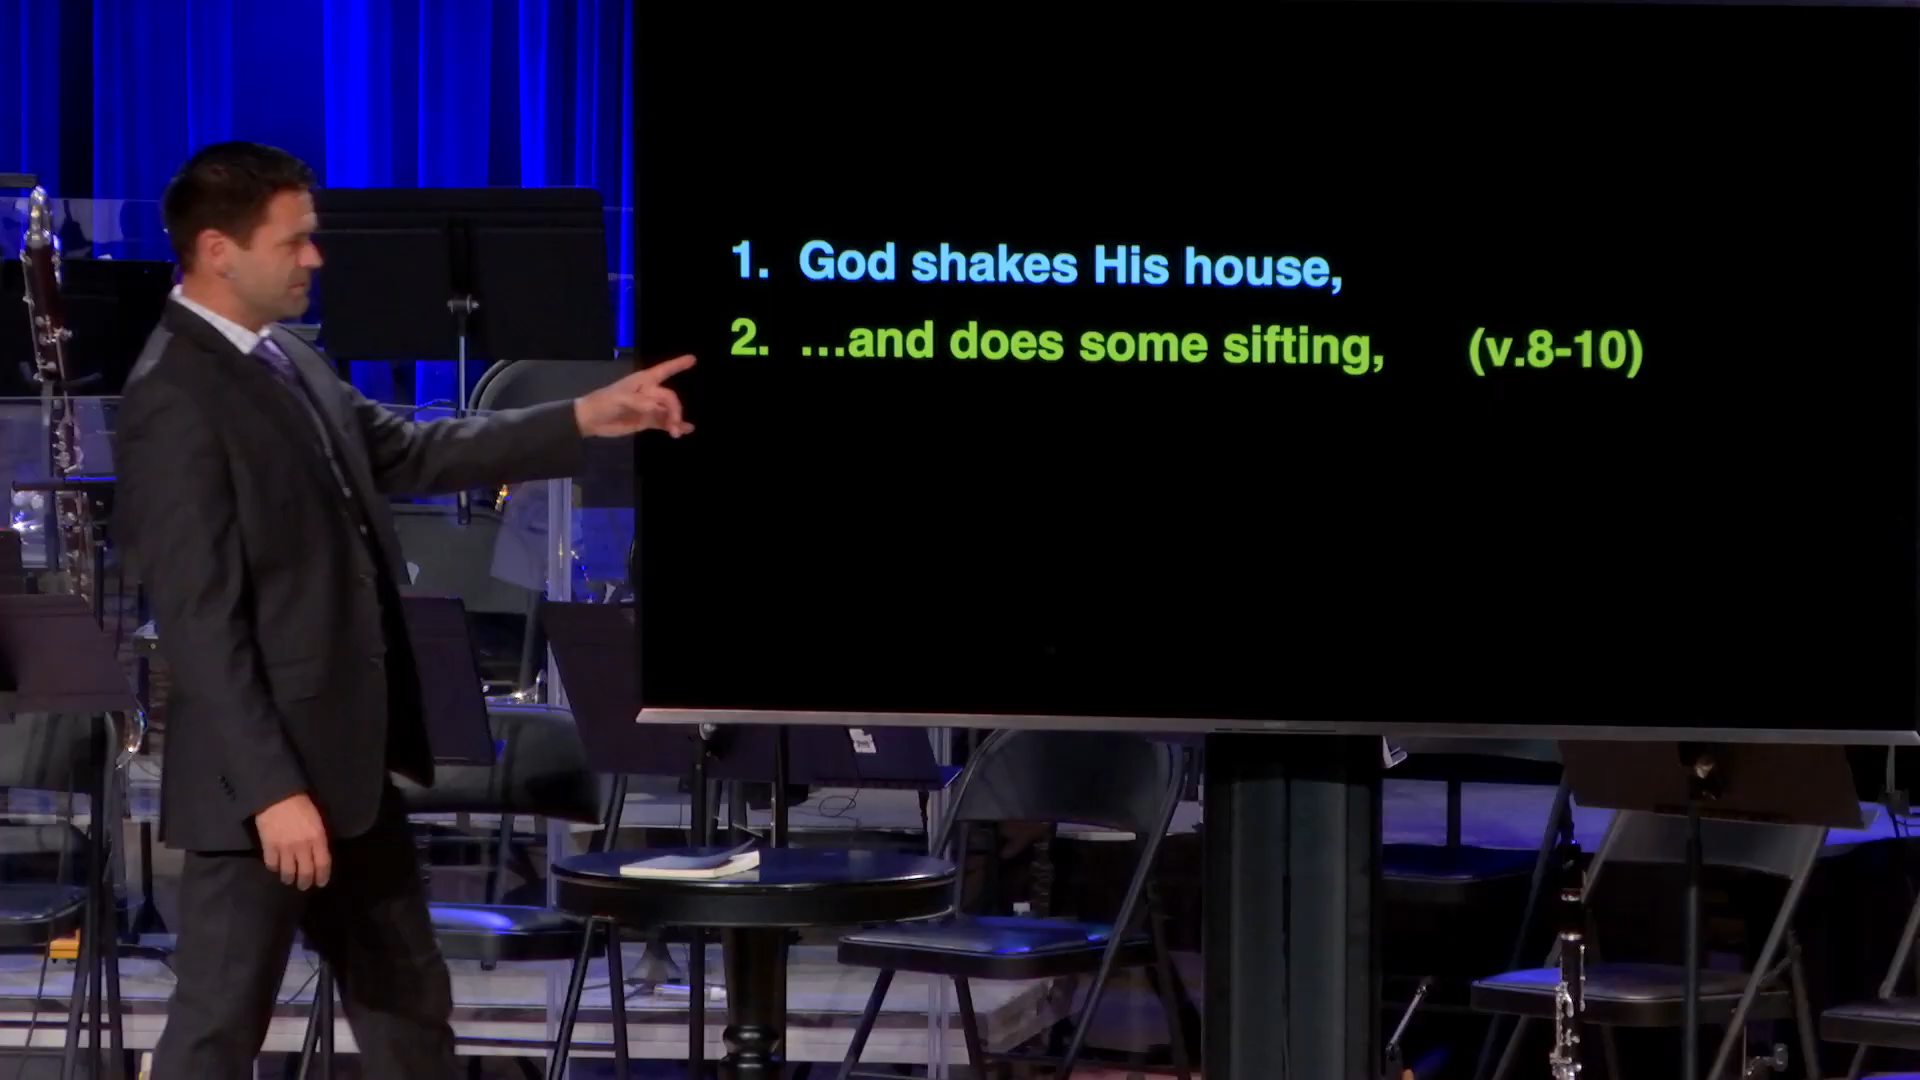 1. God shakes His house,
2. ...and does some sifting, (v.8-10)